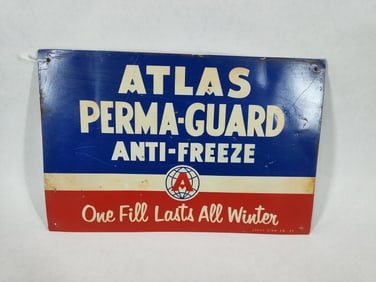 ATLAS
PERMA-GUARD
ANTI-FREEZE
A
One Fill Lasts All Winter